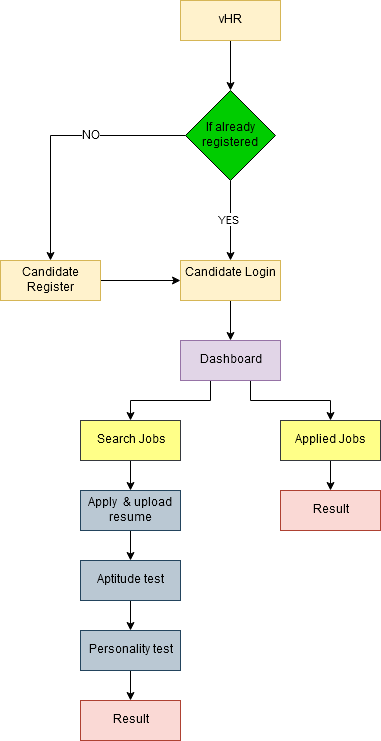 vHR
If already
registered
NO
YES
Candidate
Register
Candidate Login
Dashboard
Search Jobs
Applied Jobs
Apply & upload
resume
Result
Aptitude test
Personality test
Result